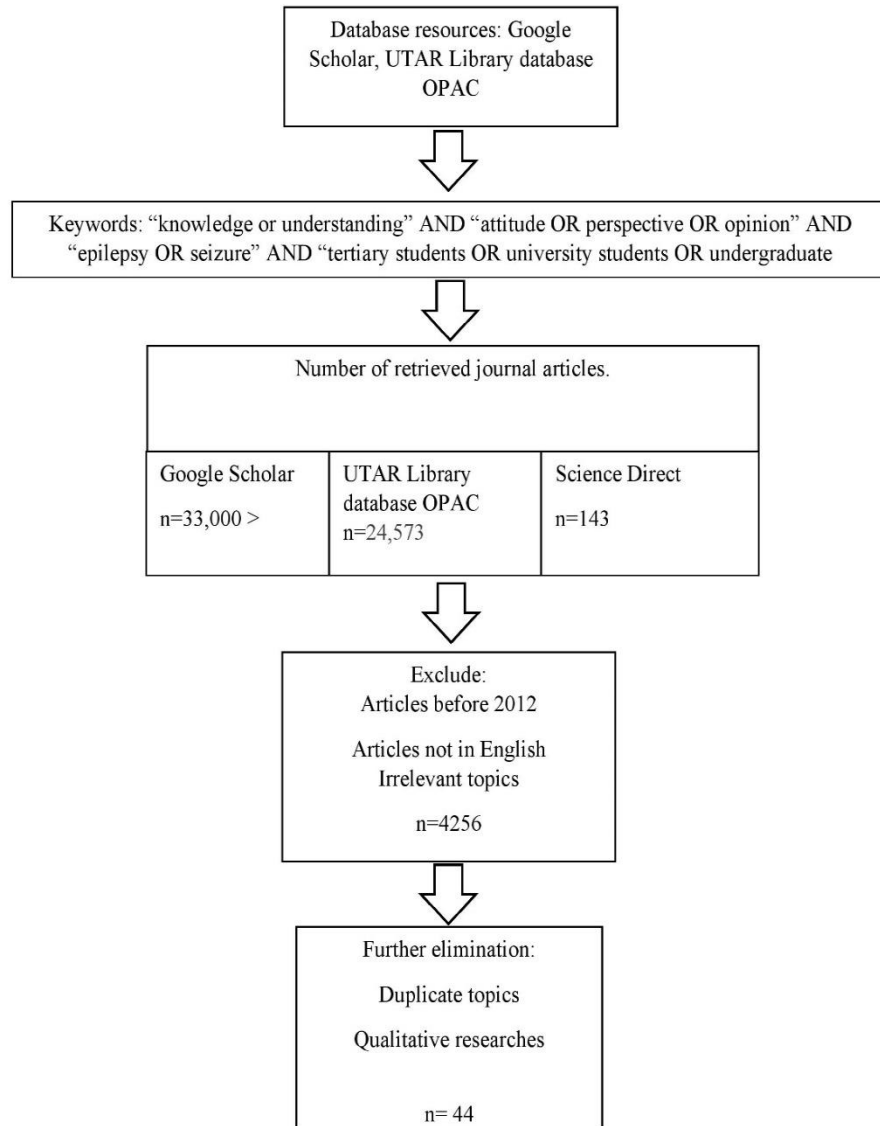 Database resources: Google
Scholar, UTAR Library database
OPAC
Keywords: “knowledge or understanding” AND “attitude OR perspective OR opinion” AND
“epilepsy OR seizure” AND “tertiary students OR university students OR undergraduate
Number of retrieved journal articles.
Google Scholar
n=33,000 >
UTAR Library
database OPAC
n=24,573
Science Direct
n=143
Exclude:
Articles before 2012
Articles not in English
Irrelevant topics
n=4256
Further elimination:
Duplicate topics
Qualitative researches
n= 44